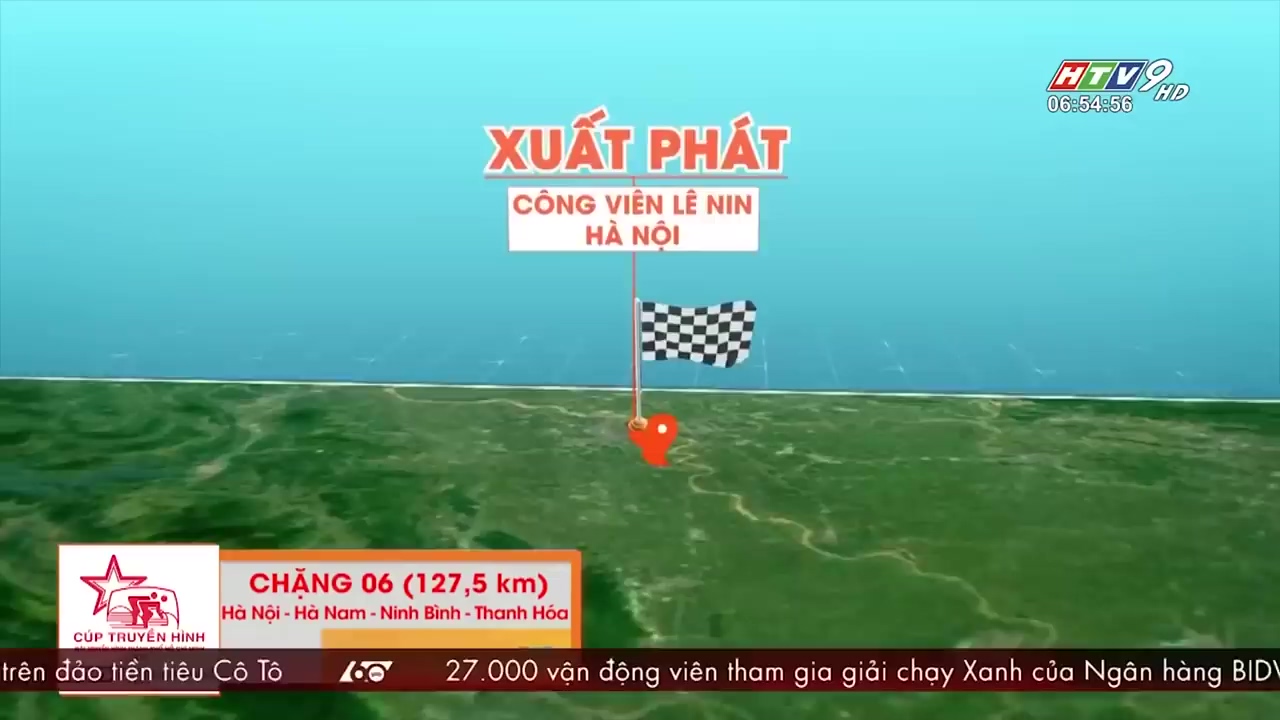 HTV9 HD
06:54:56
XUẤT PHÁT
CÔNG VIÊN LÊ NIN
HÀ NỘI
CHẶNG 06 (127,5 km)
Hà Nội - Hà Nam - Ninh Bình - Thanh Hóa
CÚP TRUYỀN HÌNH
trên đảo tiền tiêu Cô Tô
27.000 vận động viên tham gia giải chạy Xanh của Ngân hàng BIDV